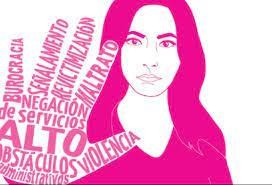 BUROCRACIA
SEÑALAMIENTO
REVICTIMIZACIÓN
MALTRATO
NEGACIÓN
de servicios
ALTO
OBSTÁCULOS
administrativos
VIOLENCIA